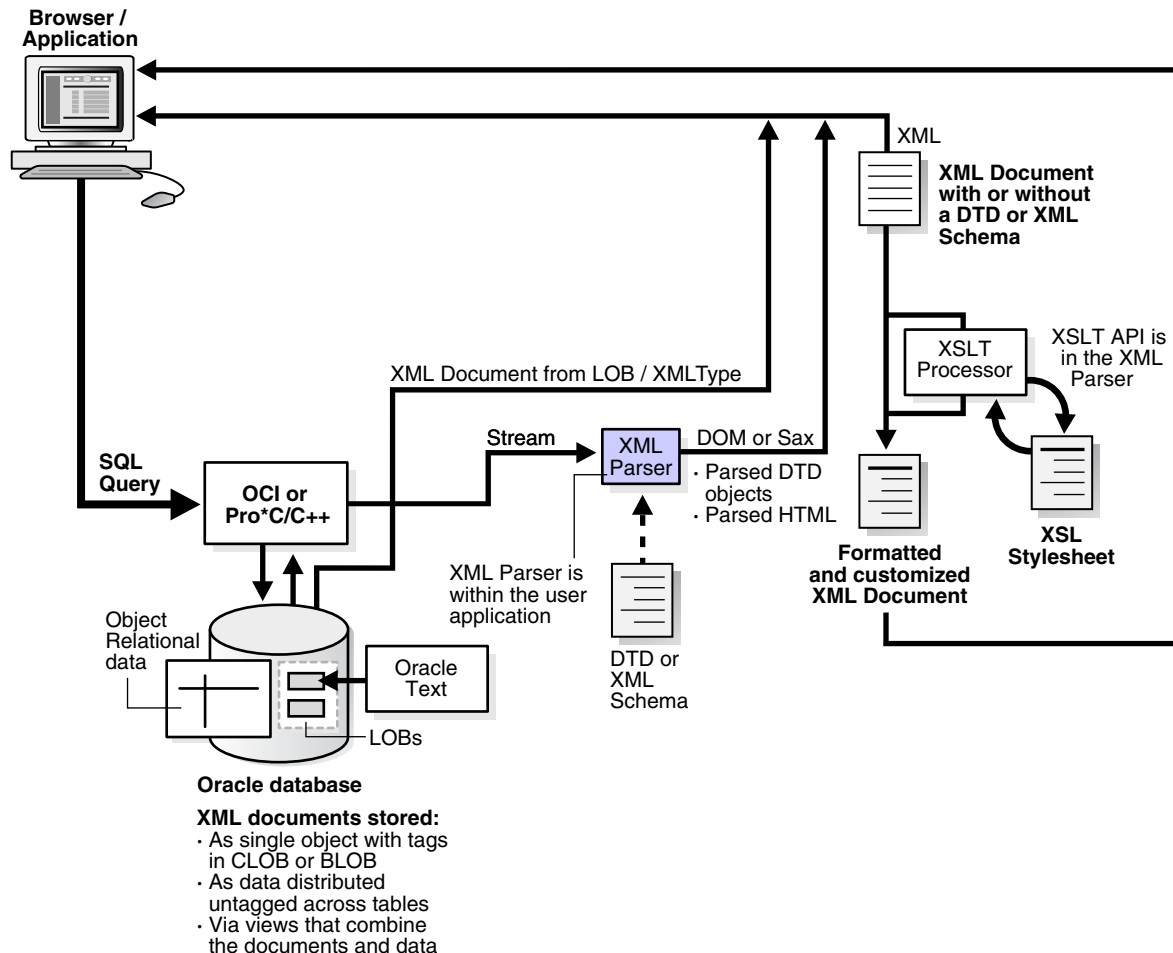 Browser /
Application
XML
XML Document
with or without
a DTD or XML
Schema
XSLT
Processor
XSLT API is
in the XML
Parser
XML Document from LOB / XMLType
Stream
XML
Parser
DOM or Sax
· Parsed DTD
objects
· Parsed HTML
SQL
Query
OCI or
Pro*C/C++
XSL
Stylesheet
Formatted
and customized
XML Document
XML Parser is
within the user
application
Object
Relational
data
Oracle
Text
DTD or
XML
Schema
LOBs
Oracle database
XML documents stored:
· As single object with tags
in CLOB or BLOB
· As data distributed
untagged across tables
· Via views that combine
the documents and data